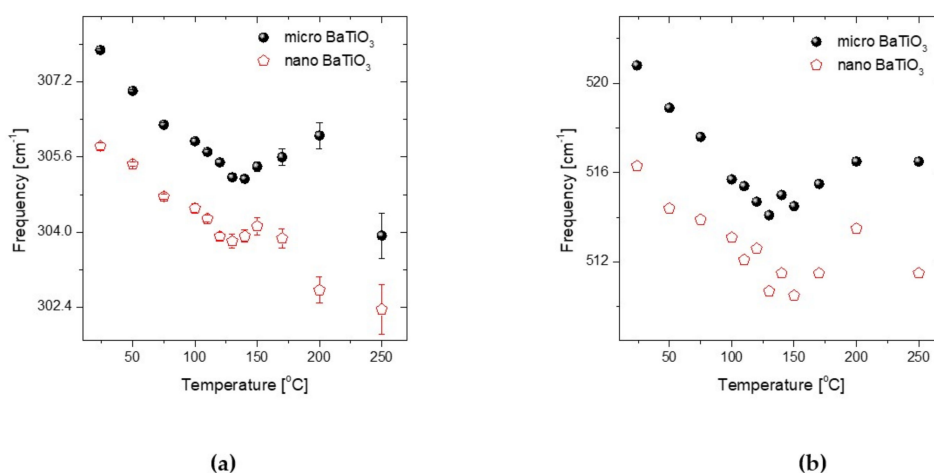 micro BaTiO₃
nano BaTiO₃
307.2
305.6
304.0
302.4
Frequency [cm⁻¹]
50
100
150
200
250
Temperature [°C]
(a)
micro BaTiO₃
nano BaTiO₃
520
516
512
Frequency [cm⁻¹]
50
100
150
200
250
Temperature [°C]
(b)